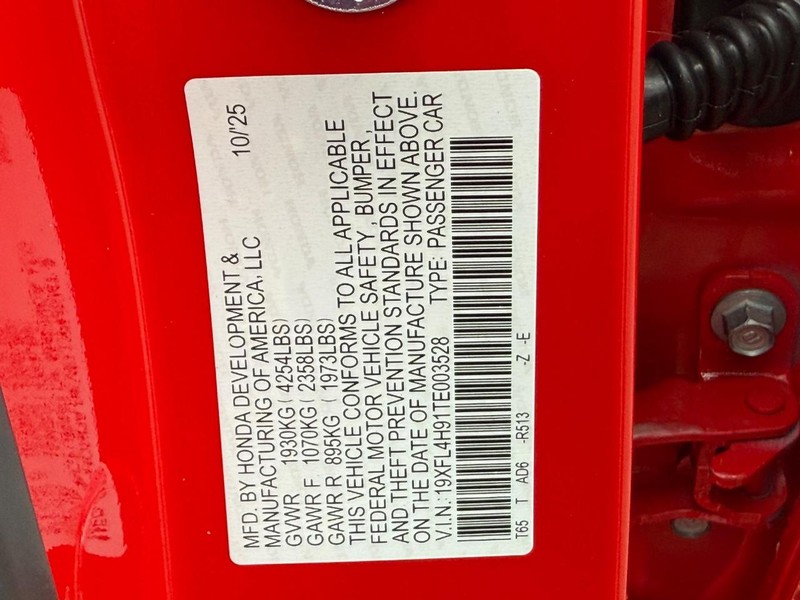 MFD. BY HONDA DEVELOPMENT & 10/'25
MANUFACTURING OF AMERICA, LLC
GVWR 1930KG ( 4254LBS)
GAWR F 1070KG ( 2358LBS)
GAWR R 895KG ( 1973LBS)
THIS VEHICLE CONFORMS TO ALL APPLICABLE
FEDERAL MOTOR VEHICLE SAFETY , BUMPER ,
AND THEFT PREVENTION STANDARDS IN EFFECT
ON THE DATE OF MANUFACTURE SHOWN ABOVE.
V.I.N: 19XFL4H91TE003528 TYPE: PASSENGER CAR
T65 T AD6 -R513 -Z -E